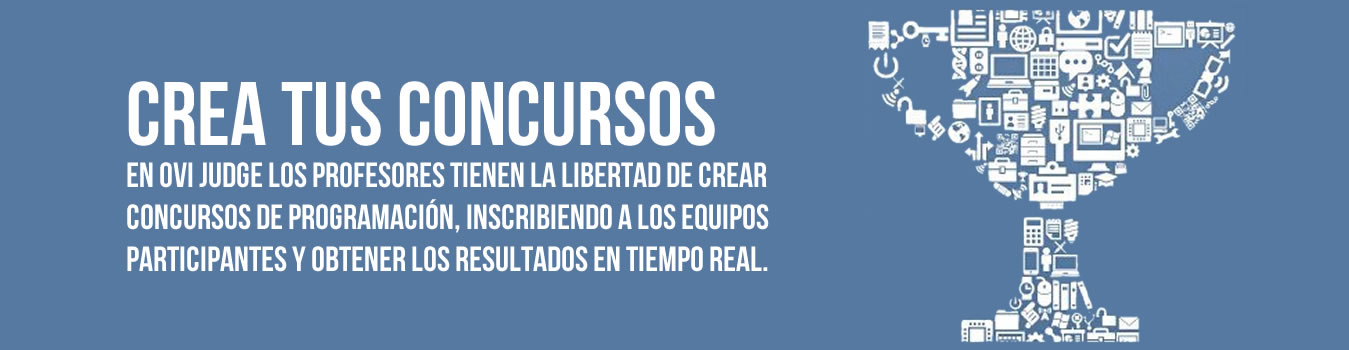 CREA TUS CONCURSOS
EN OVI JUDGE LOS PROFESORES TIENEN LA LIBERTAD DE CREAR
CONCURSOS DE PROGRAMACIÓN, INSCRIBIENDO A LOS EQUIPOS
PARTICIPANTES Y OBTENER LOS RESULTADOS EN TIEMPO REAL.